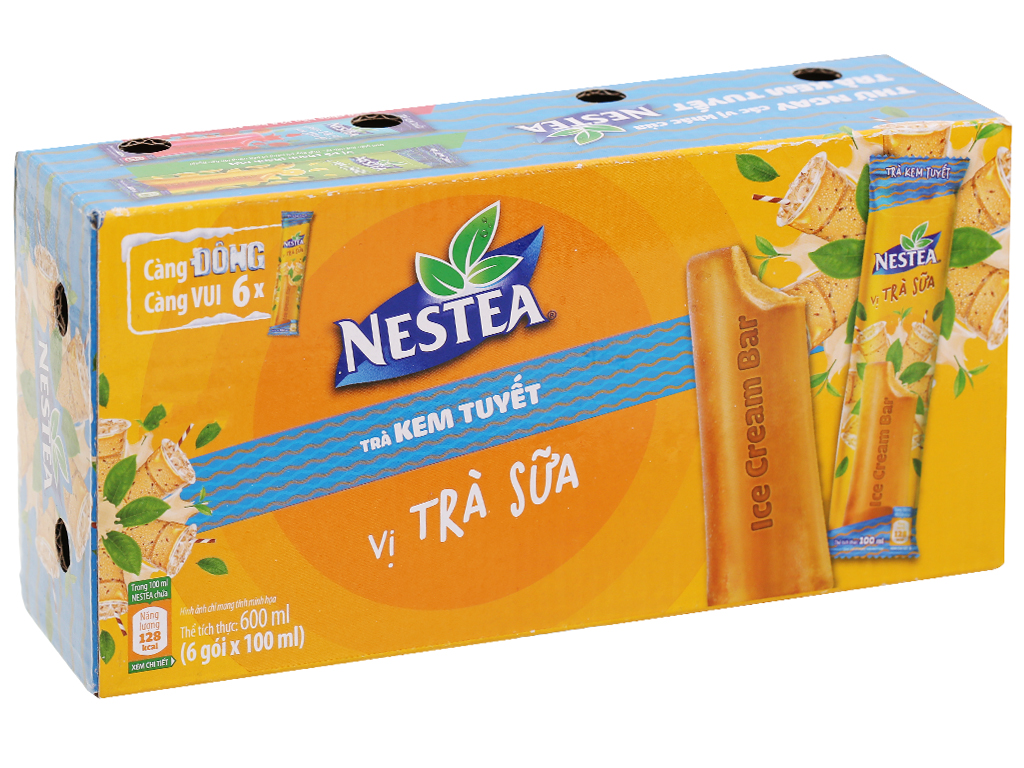 THỬ NGAY các vị khác của
TRÀ KEM TUYẾT
NESTEA
Càng ĐÔNG
Càng VUI 6x
NESTEA®
TRÀ KEM TUYẾT
VỊ TRÀ SỮA
Ice Cream Bar
TRÀ KEM TUYẾT
NESTEA
VỊ TRÀ SỮA
Ice Cream Bar
100 ml
Trong 100 ml
NESTEA chứa
Năng
lượng
128
kcal
XEM CHI TIẾT
Hình ảnh chỉ mang tính minh họa
Thể tích thực: 600 ml
(6 gói x 100 ml)
NESTEA